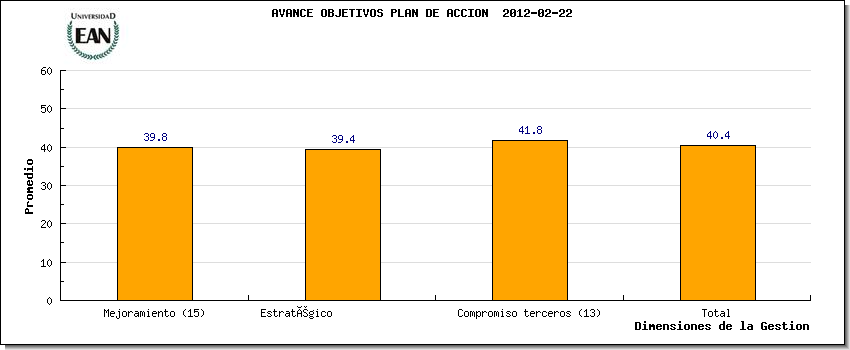 AVANCE OBJETIVOS PLAN DE ACCION 2012-02-22
UNIVERSIDAD
EAN
60
50
40
30
20
10
0
Promedio
39.8
39.4
41.8
40.4
Mejoramiento (15)
EstratÃ©gico
Compromiso terceros (13)
Total
Dimensiones de la Gestion